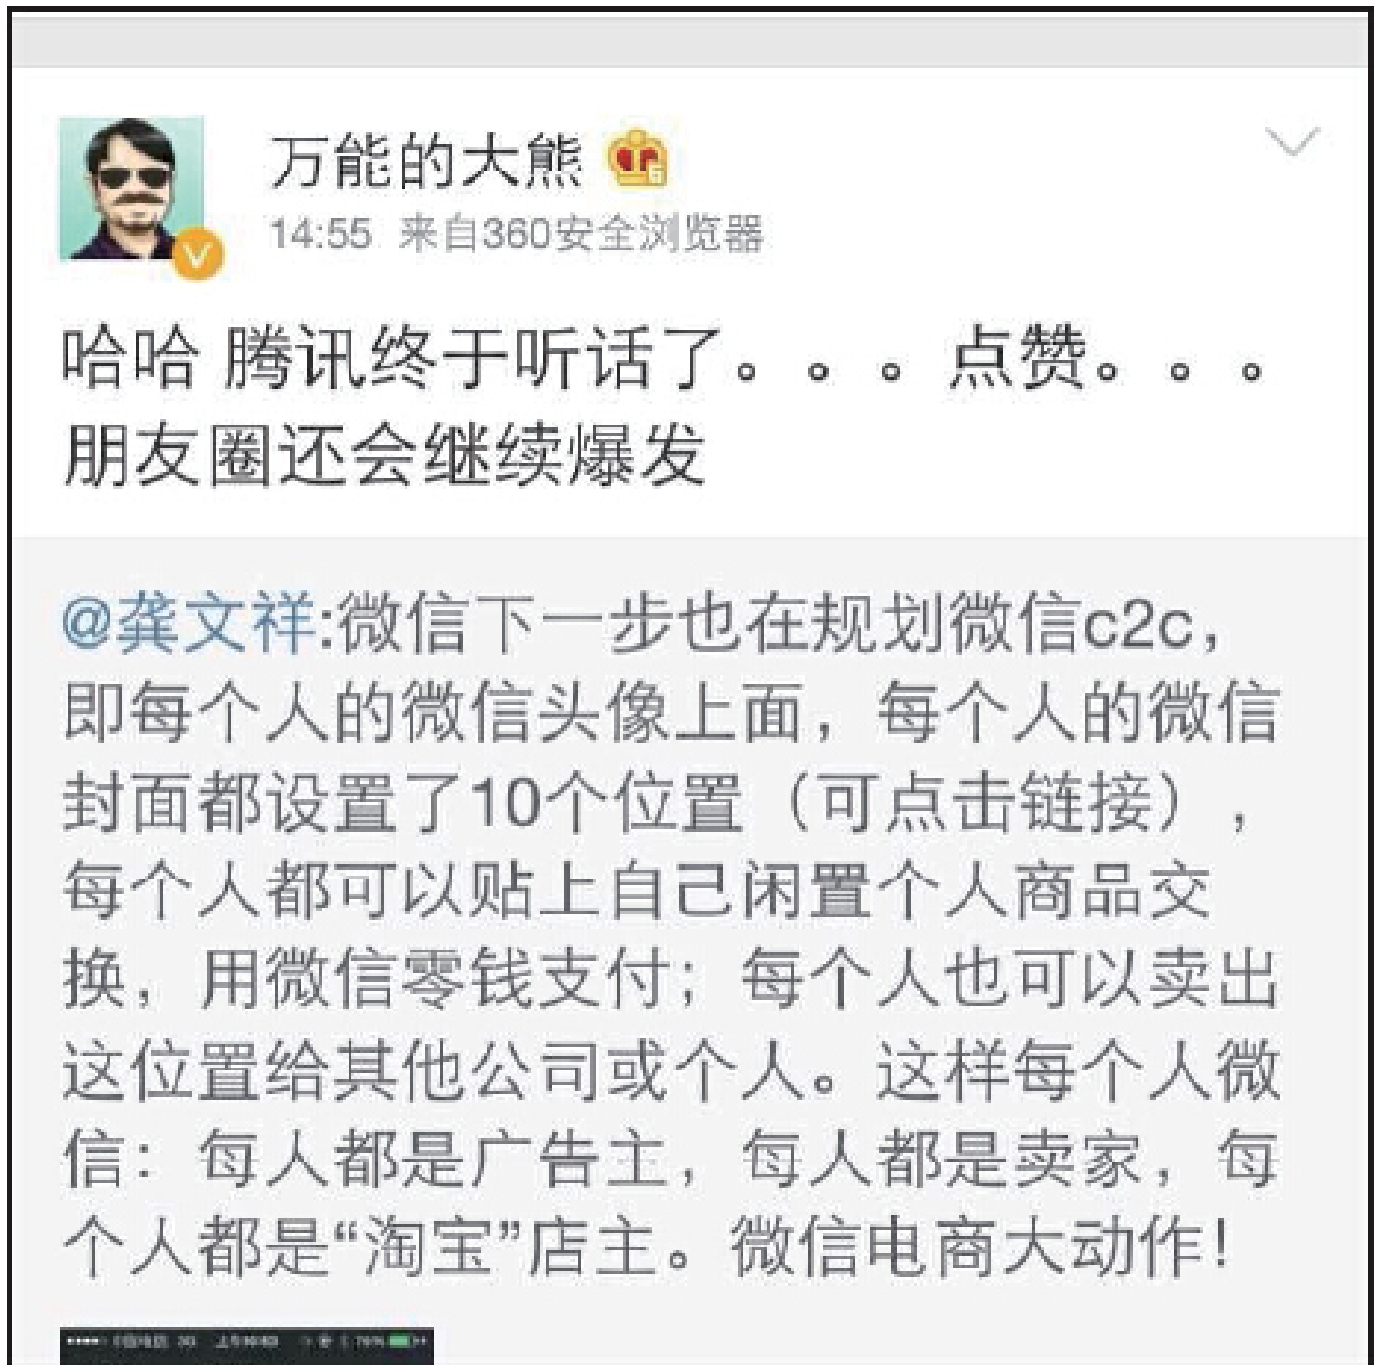 万能的大熊
14:55 来自360安全浏览器
哈哈 腾讯终于听话了。。。点赞。。。
朋友圈还会继续爆发
@龚文祥:微信下一步也在规划微信c2c，
即每个人的微信头像上面，每个人的微信
封面都设置了10个位置（可点击链接），
每个人都可以贴上自己闲置个人商品交
换，用微信零钱支付；每个人也可以卖出
这位置给其他公司或个人。这样每个人微
信：每人都是广告主，每人都是卖家，每
个人都是“淘宝”店主。微信电商大动作！